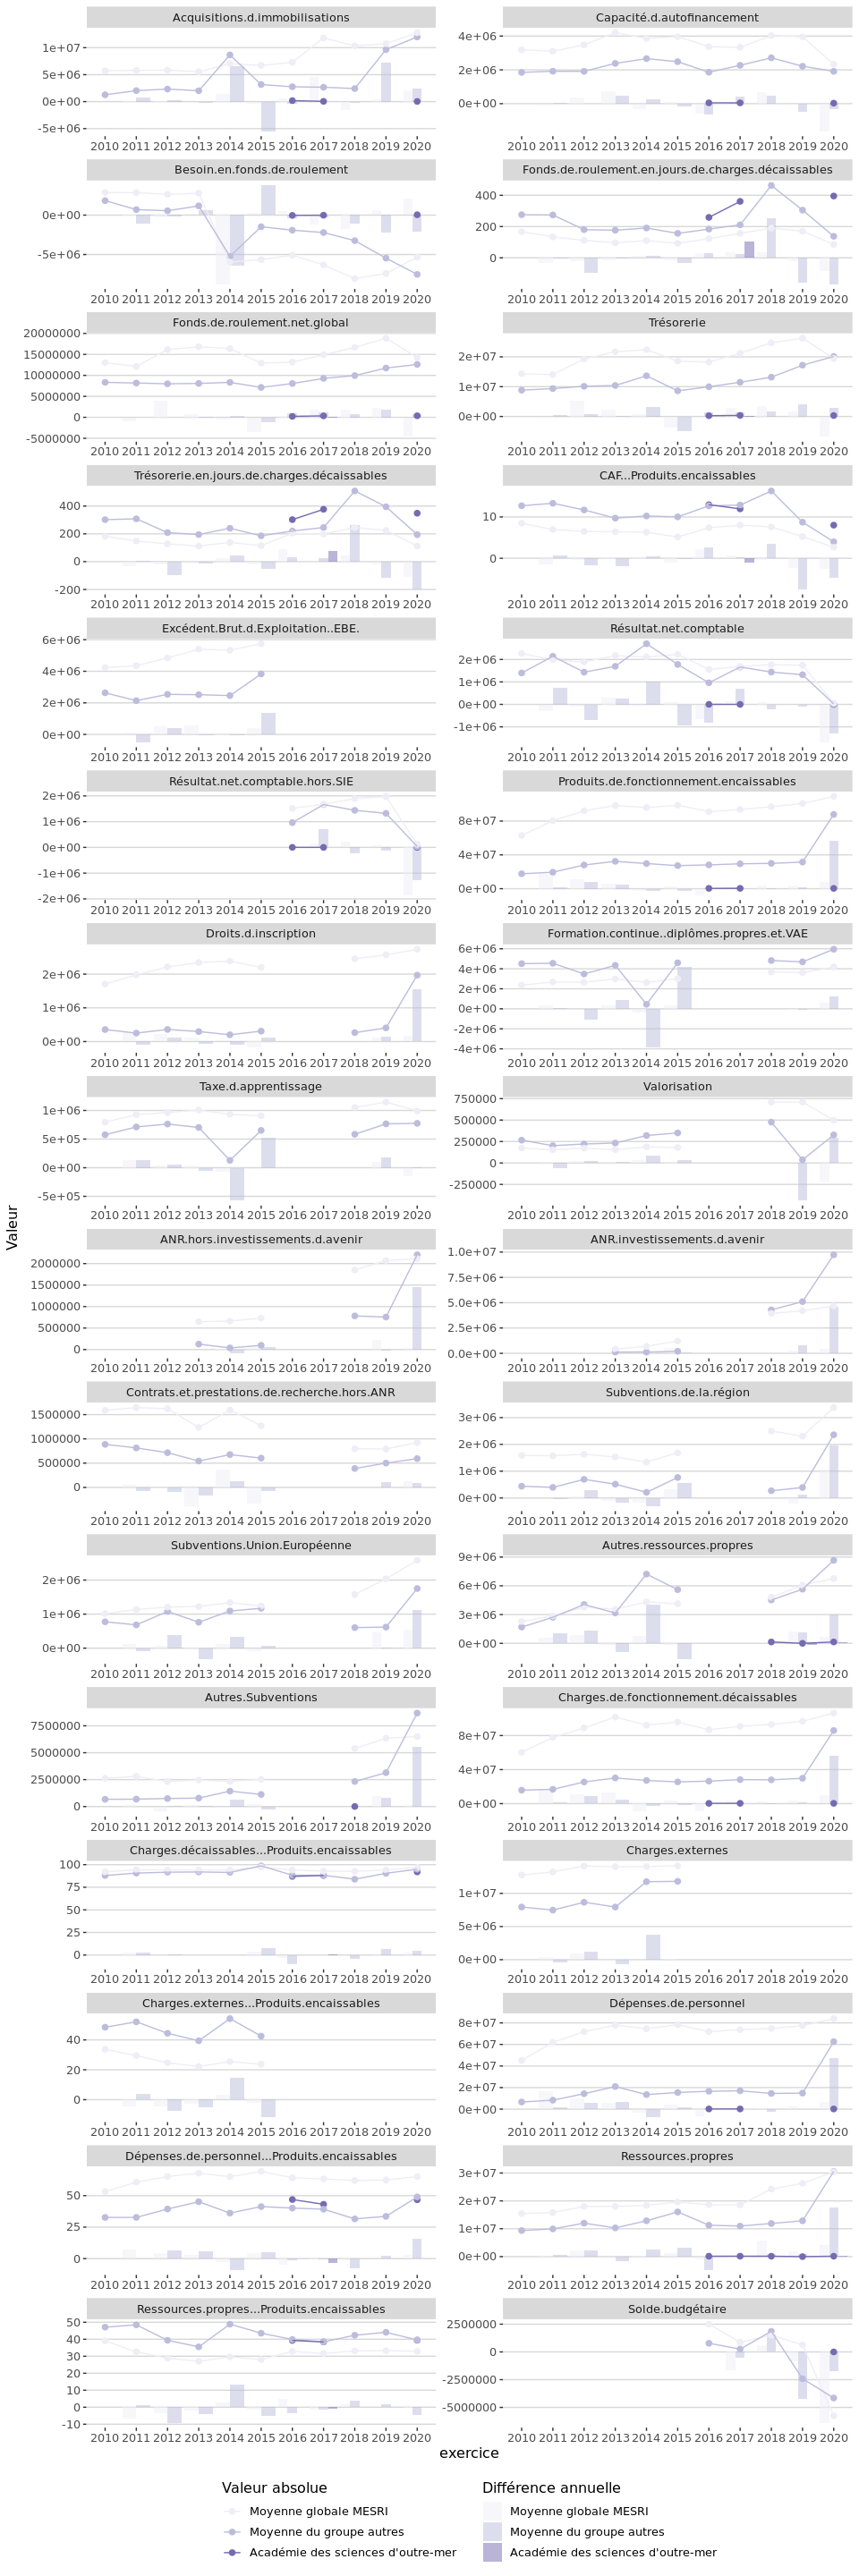 Acquisitions.d.immobilisations
1e+07
5e+06
0e+00
-5e+06
2010 2011 2012 2013 2014 2015 2016 2017 2018 2019 2020
Capacité.d.autofinancement
4e+06
2e+06
0e+00
2010 2011 2012 2013 2014 2015 2016 2017 2018 2019 2020
Besoin.en.fonds.de.roulement
0e+00
-5e+06
2010 2011 2012 2013 2014 2015 2016 2017 2018 2019 2020
Fonds.de.roulement.en.jours.de.charges.décaissables
400
200
0
2010 2011 2012 2013 2014 2015 2016 2017 2018 2019 2020
Fonds.de.roulement.net.global
20000000
15000000
10000000
5000000
0
-5000000
2010 2011 2012 2013 2014 2015 2016 2017 2018 2019 2020
Trésorerie
2e+07
1e+07
0e+00
2010 2011 2012 2013 2014 2015 2016 2017 2018 2019 2020
Trésorerie.en.jours.de.charges.décaissables
400
200
0
-200
2010 2011 2012 2013 2014 2015 2016 2017 2018 2019 2020
CAF...Produits.encaissables
10
0
2010 2011 2012 2013 2014 2015 2016 2017 2018 2019 2020
Excédent.Brut.d.Exploitation..EBE.
6e+06
4e+06
2e+06
0e+00
2010 2011 2012 2013 2014 2015 2016 2017 2018 2019 2020
Résultat.net.comptable
2e+06
1e+06
0e+00
-1e+06
2010 2011 2012 2013 2014 2015 2016 2017 2018 2019 2020
Résultat.net.comptable.hors.SIE
2e+06
1e+06
0e+00
-1e+06
-2e+06
2010 2011 2012 2013 2014 2015 2016 2017 2018 2019 2020
Produits.de.fonctionnement.encaissables
8e+07
4e+07
0e+00
2010 2011 2012 2013 2014 2015 2016 2017 2018 2019 2020
Droits.d.inscription
2e+06
1e+06
0e+00
2010 2011 2012 2013 2014 2015 2016 2017 2018 2019 2020
Formation.continue..diplômes.propres.et.VAE
6e+06
4e+06
2e+06
0e+00
-2e+06
-4e+06
2010 2011 2012 2013 2014 2015 2016 2017 2018 2019 2020
Taxe.d.apprentissage
1e+06
5e+05
0e+00
-5e+05
2010 2011 2012 2013 2014 2015 2016 2017 2018 2019 2020
Valorisation
750000
500000
250000
0
-250000
2010 2011 2012 2013 2014 2015 2016 2017 2018 2019 2020
Valeur
ANR.hors.investissements.d.avenir
2000000
1500000
1000000
500000
0
2010 2011 2012 2013 2014 2015 2016 2017 2018 2019 2020
ANR.investissements.d.avenir
1.0e+07
7.5e+06
5.0e+06
2.5e+06
0.0e+00
2010 2011 2012 2013 2014 2015 2016 2017 2018 2019 2020
Contrats.et.prestations.de.recherche.hors.ANR
1500000
1000000
500000
0
2010 2011 2012 2013 2014 2015 2016 2017 2018 2019 2020
Subventions.de.la.région
3e+06
2e+06
1e+06
0e+00
2010 2011 2012 2013 2014 2015 2016 2017 2018 2019 2020
Subventions.Union.Européenne
2e+06
1e+06
0e+00
2010 2011 2012 2013 2014 2015 2016 2017 2018 2019 2020
Autres.ressources.propres
9e+06
6e+06
3e+06
0e+00
2010 2011 2012 2013 2014 2015 2016 2017 2018 2019 2020
Autres.Subventions
7500000
5000000
2500000
0
2010 2011 2012 2013 2014 2015 2016 2017 2018 2019 2020
Charges.de.fonctionnement.décaissables
8e+07
4e+07
0e+00
2010 2011 2012 2013 2014 2015 2016 2017 2018 2019 2020
Charges.décaissables...Produits.encaissables
100
75
50
25
0
2010 2011 2012 2013 2014 2015 2016 2017 2018 2019 2020
Charges.externes
1e+07
5e+06
0e+00
2010 2011 2012 2013 2014 2015 2016 2017 2018 2019 2020
Charges.externes...Produits.encaissables
40
20
0
2010 2011 2012 2013 2014 2015 2016 2017 2018 2019 2020
Dépenses.de.personnel
8e+07
6e+07
4e+07
2e+07
0e+00
2010 2011 2012 2013 2014 2015 2016 2017 2018 2019 2020
Dépenses.de.personnel...Produits.encaissables
50
25
0
2010 2011 2012 2013 2014 2015 2016 2017 2018 2019 2020
Ressources.propres
3e+07
2e+07
1e+07
0e+00
2010 2011 2012 2013 2014 2015 2016 2017 2018 2019 2020
Ressources.propres...Produits.encaissables
50
40
30
20
10
0
-10
2010 2011 2012 2013 2014 2015 2016 2017 2018 2019 2020
Solde.budgétaire
2500000
0
-2500000
-5000000
2010 2011 2012 2013 2014 2015 2016 2017 2018 2019 2020
exercice
Valeur absolue
Moyenne globale MESRI
Moyenne du groupe autres
Académie des sciences d'outre-mer
Différence annuelle
Moyenne globale MESRI
Moyenne du groupe autres
Académie des sciences d'outre-mer